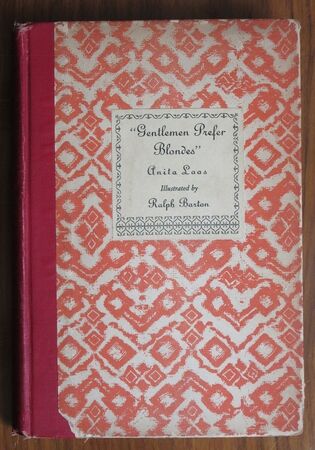 "Gentlemen Prefer
Blondes"
Anita Loos
Illustrated by
Ralph Barton